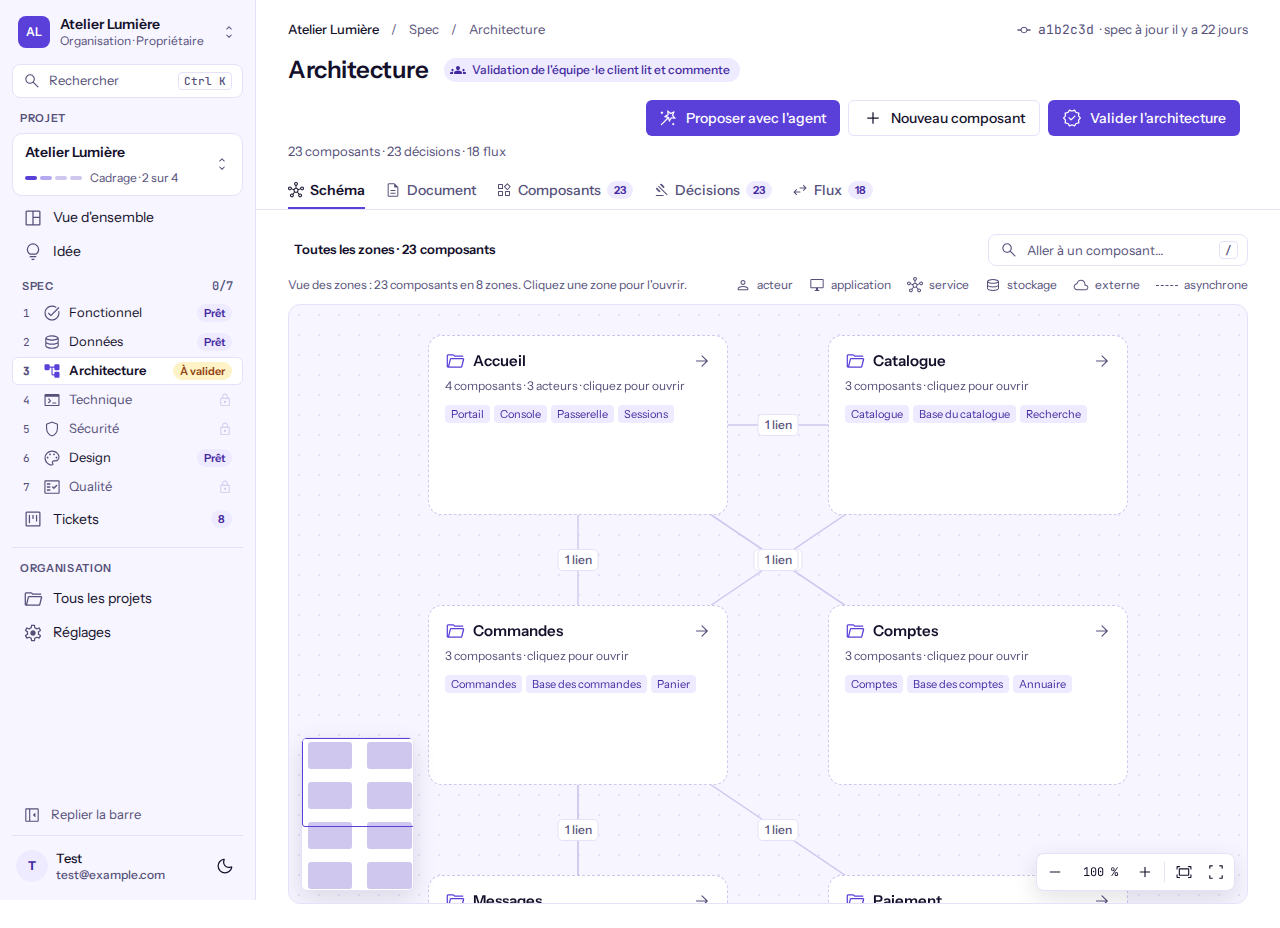 AL
Atelier Lumière
Organisation · Propriétaire
Rechercher
Ctrl K
PROJET
Atelier Lumière
Cadrage · 2 sur 4
Vue d'ensemble
Idée
SPEC 0/7
1 Fonctionnel Prêt
2 Données Prêt
3 Architecture À valider
4 Technique
5 Sécurité
6 Design Prêt
7 Qualité
Tickets 8
ORGANISATION
Tous les projets
Réglages
Replier la barre
T
Test
test@example.com
Atelier Lumière / Spec / Architecture
a1b2c3d · spec à jour il y a 22 jours
Architecture
Validation de l'équipe · le client lit et commente
Proposer avec l'agent
Nouveau composant
Valider l'architecture
23 composants · 23 décisions · 18 flux
Schéma
Document
Composants 23
Décisions 23
Flux 18
Toutes les zones · 23 composants
Aller à un composant… /
Vue des zones : 23 composants en 8 zones. Cliquez une zone pour l'ouvrir.
acteur application service stockage externe asynchrone
Accueil
4 composants · 3 acteurs · cliquez pour ouvrir
Portail Console Passerelle Sessions
1 lien
Catalogue
3 composants · cliquez pour ouvrir
Catalogue Base du catalogue Recherche
1 lien
1 lien
Commandes
3 composants · cliquez pour ouvrir
Commandes Base des commandes Panier
Comptes
3 composants · cliquez pour ouvrir
Comptes Base des comptes Annuaire
1 lien
1 lien
Messages
Paiement
100 %